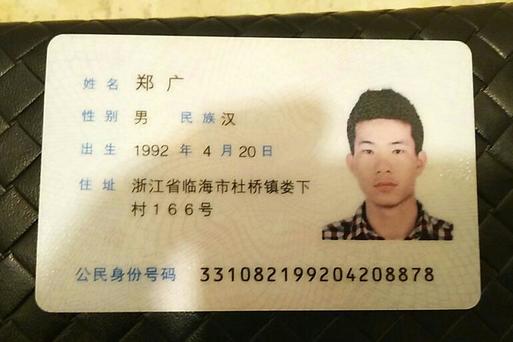 姓名 郑广
性别 男 民族 汉
出生 1992 年 4 月 20 日
住址 浙江省临海市杜桥镇娄下
村166号
公民身份号码 331082199204208878